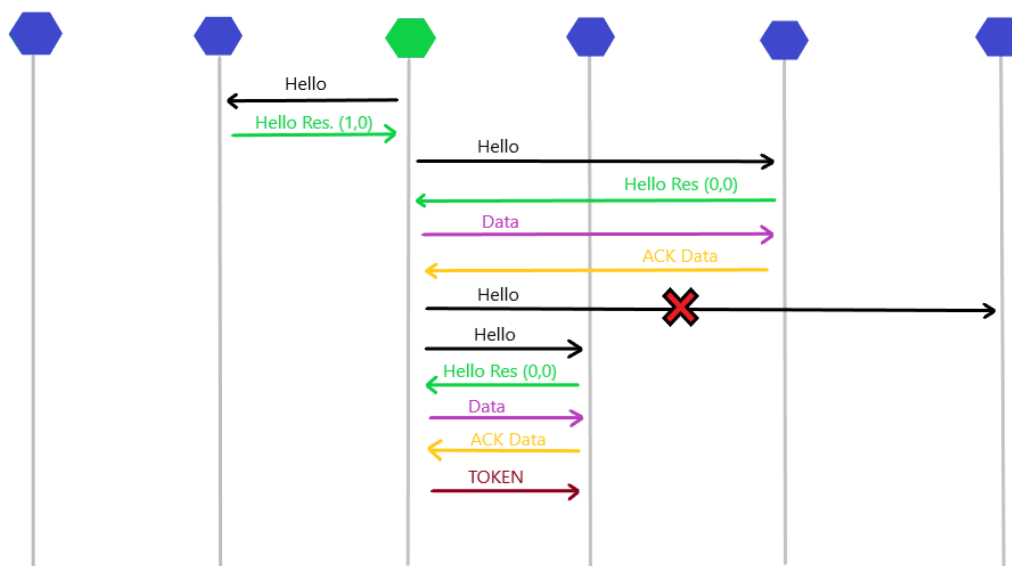 Hello
Hello Res. (1,0)
Hello
Hello Res (0,0)
Data
ACK Data
Hello
Hello
Hello Res (0,0)
Data
ACK Data
TOKEN